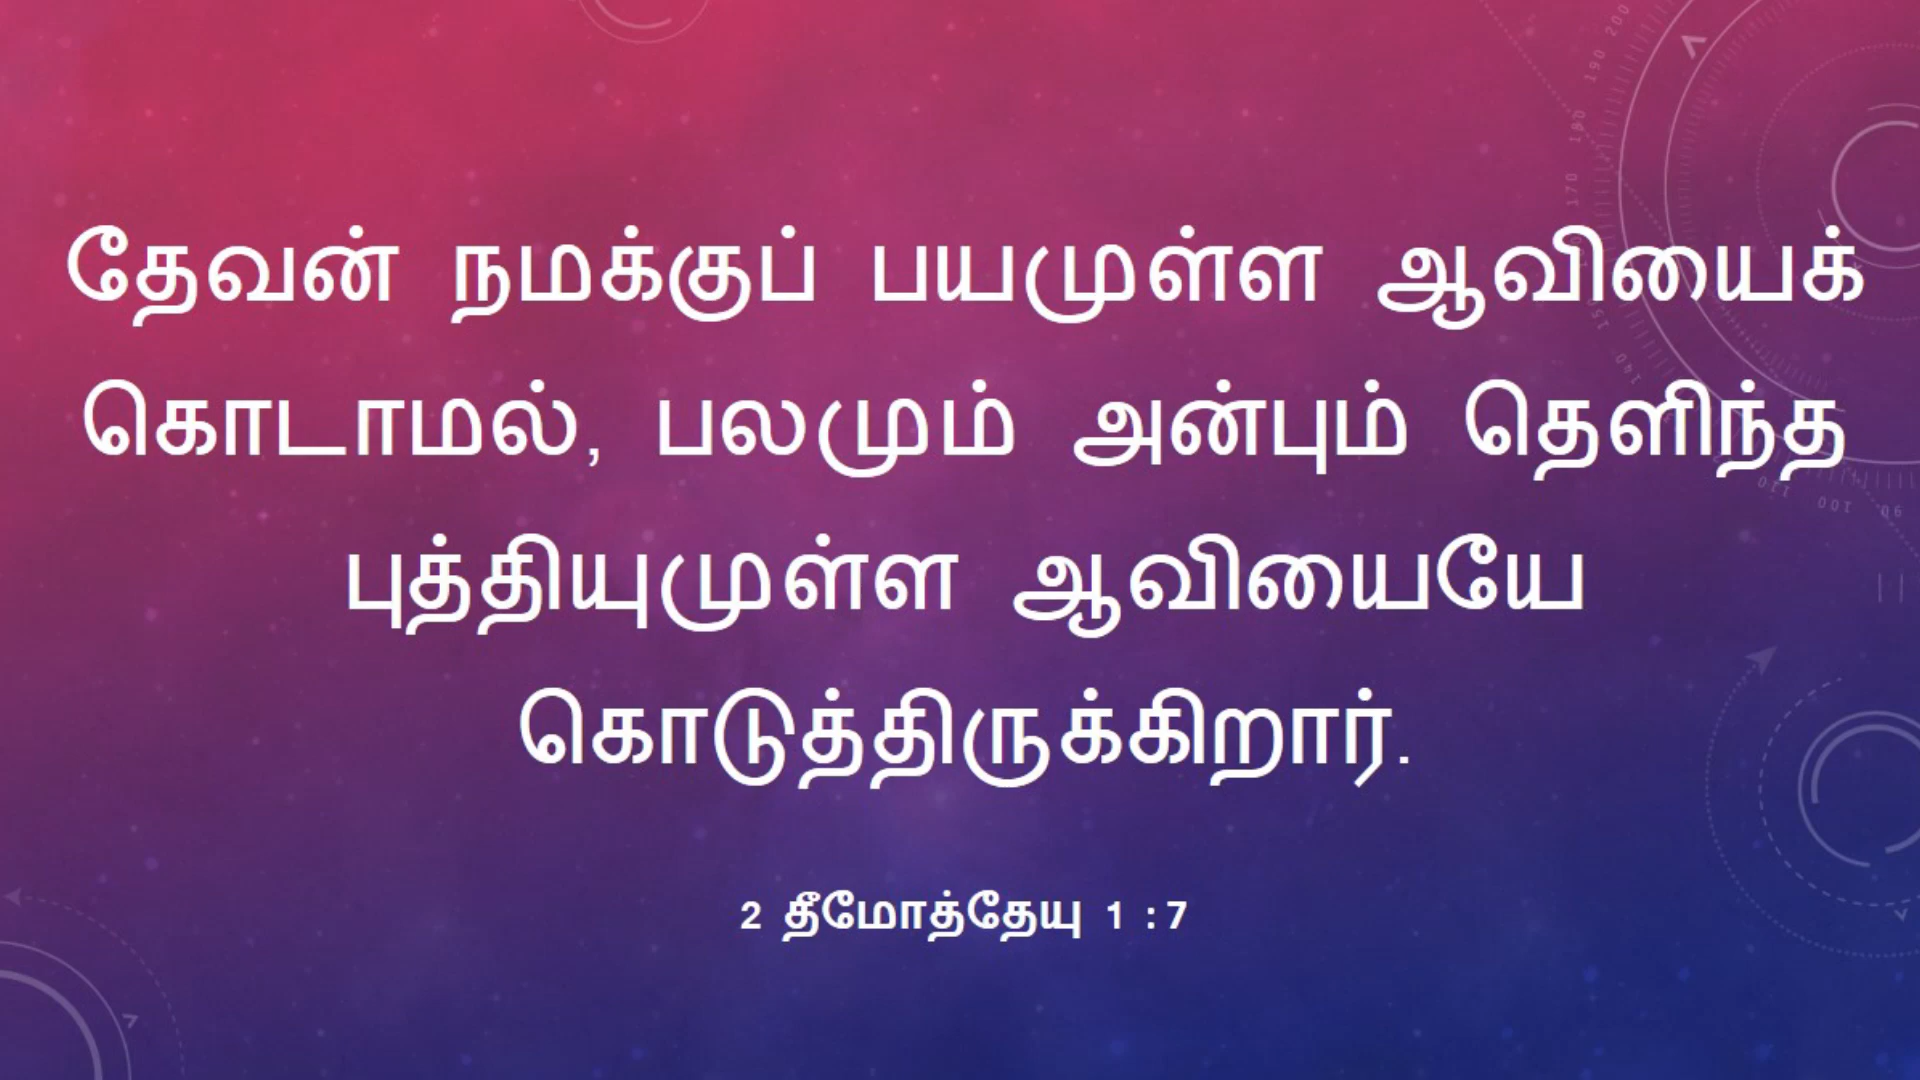 தேவன் நமக்குப் பயமுள்ள ஆவியைக்
கொடாமல், பலமும் அன்பும் தெளிந்த
புத்தியுமுள்ள ஆவியையே
கொடுத்திருக்கிறார்.
2 தீமோத்தேயு 1 :7